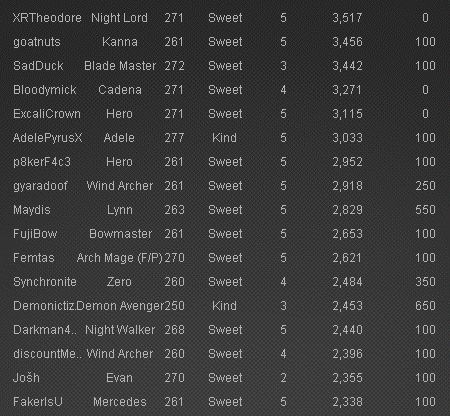 XRTheodore Night Lord 271 Sweet 5 3,517 0
goatnuts Kanna 261 Sweet 5 3,456 100
SadDuck Blade Master 272 Sweet 3 3,442 100
Bloodymick Cadena 271 Sweet 4 3,271 0
ExcaliCrown Hero 271 Sweet 5 3,115 0
AdelePyrusX Adele 277 Kind 5 3,033 100
p8kerF4c3 Hero 261 Sweet 5 2,952 100
gyaradoof Wind Archer 261 Sweet 5 2,918 250
Maydis Lynn 263 Sweet 5 2,829 550
FujiBow Bowmaster 261 Sweet 5 2,653 100
Femtas Arch Mage (F/P) 270 Sweet 5 2,621 100
Synchronite Zero 260 Sweet 4 2,484 350
Demonictiz. Demon Avenger 250 Kind 3 2,453 650
Darkman4.. Night Walker 268 Sweet 5 2,440 100
discountMe.. Wind Archer 260 Sweet 4 2,396 100
Jošh Evan 270 Sweet 2 2,355 100
FakerIsU Mercedes 261 Sweet 5 2,338 100